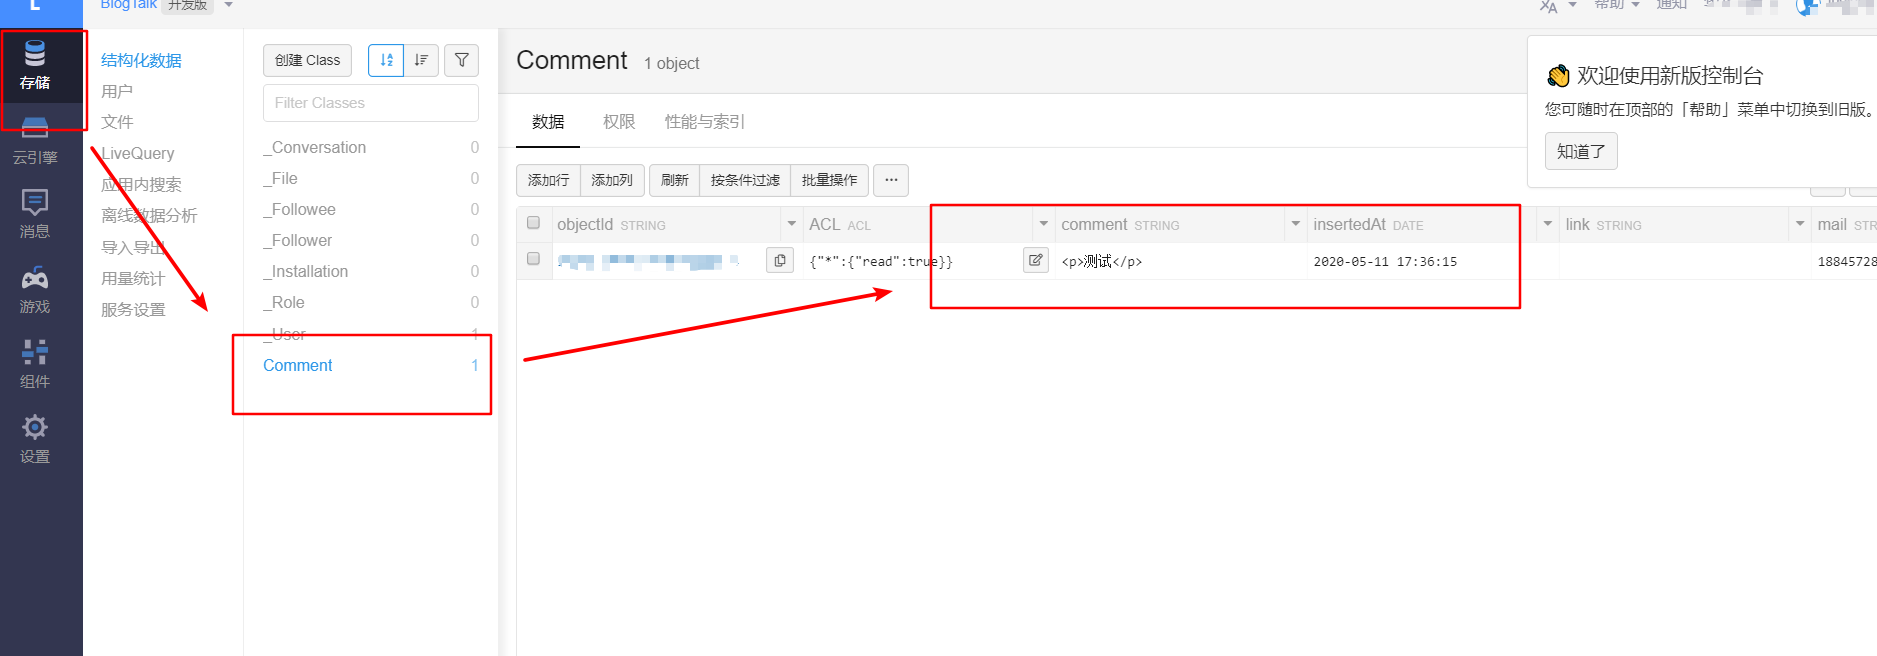 BlogTalk 开发版
帮助 通知
存储
云引擎
消息
游戏
组件
设置
结构化数据
用户
文件
LiveQuery
应用内搜索
离线数据分析
导入导出
用量统计
服务设置
创建 Class
Filter Classes
_Conversation 0
_File 0
_Followee 0
_Follower 0
_Installation 0
_Role 0
_User 1
Comment 1
Comment 1 object
数据 权限 性能与索引
添加行 添加列 刷新 按条件过滤 批量操作 ···
objectId STRING ACL ACL comment STRING insertedAt DATE link STRING mail STR
{"*":{"read":true}} <p>测试</p> 2020-05-11 17:36:15 18845728
欢迎使用新版控制台
您可随时在顶部的「帮助」菜单中切换到旧版。
知道了